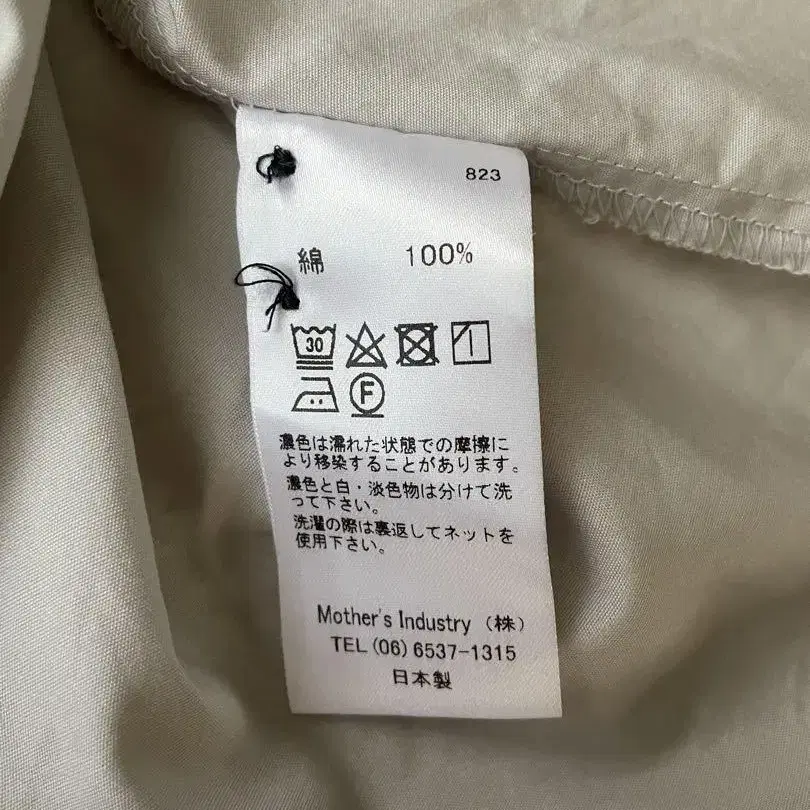 823
綿 100%
30
F
濃色は濡れた状態での摩擦に
より移染することがあります。
濃色と白・淡色物は分けて洗
って下さい。
洗濯の際は裏返してネットを
使用下さい。
Mother's Industry (株)
TEL(06)6537-1315
日本製